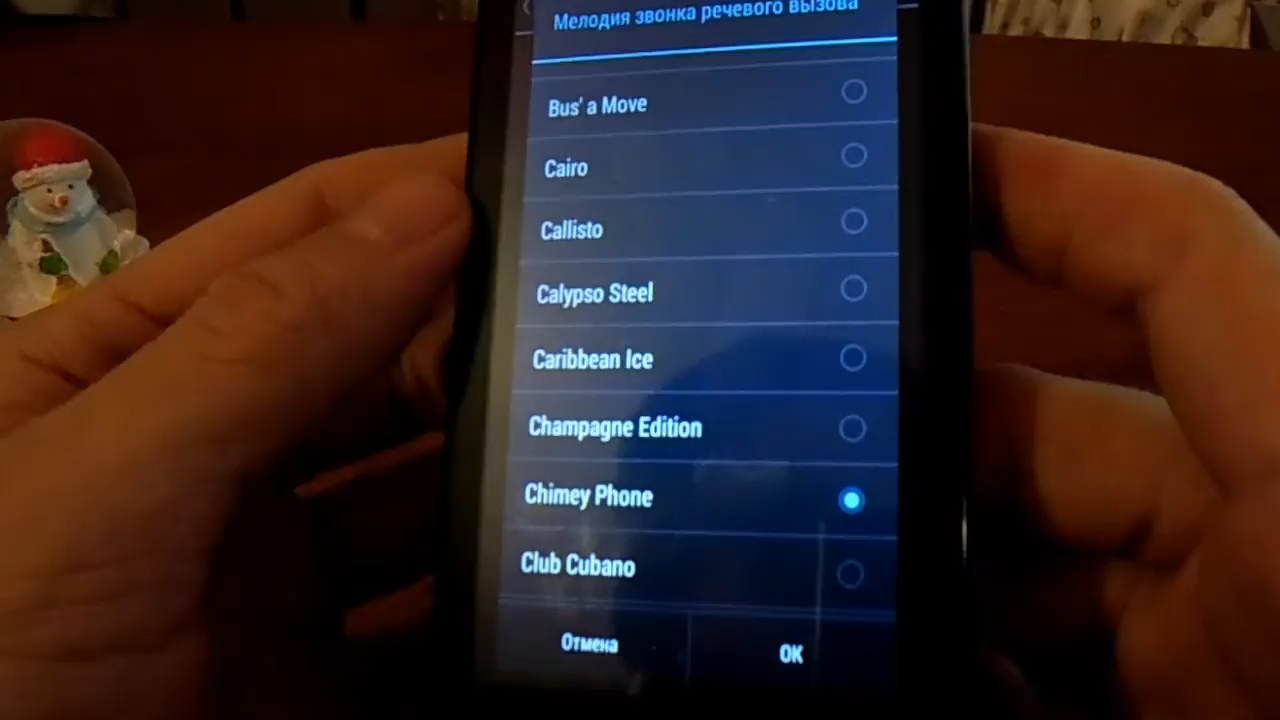 Мелодия звонка речевого вызова
Bus' a Move
Cairo
Callisto
Calypso Steel
Caribbean Ice
Champagne Edition
Chimey Phone
Club Cubano
Отмена
OK